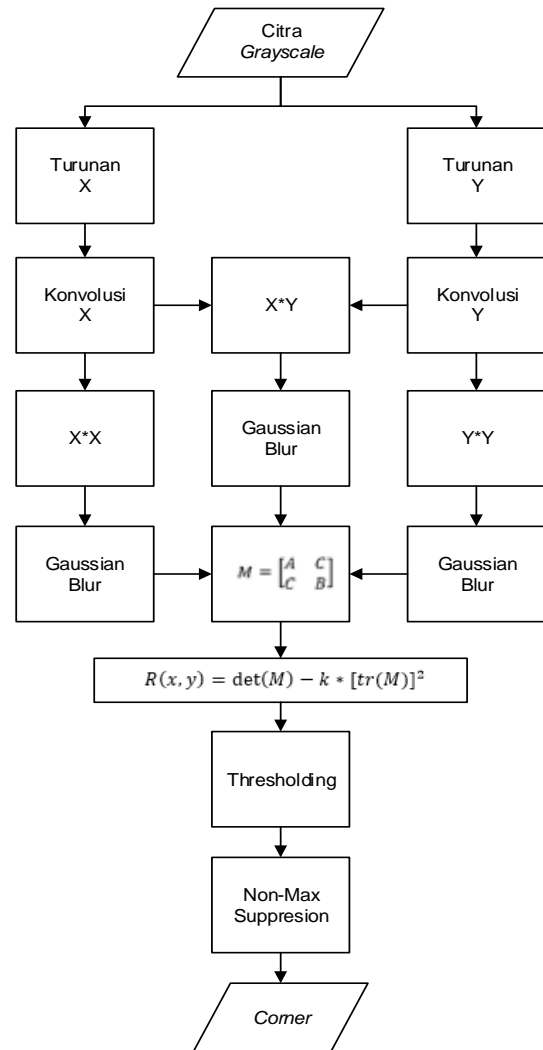 Citra
Grayscale
Turunan
X
Turunan
Y
Konvolusi
X
X*Y
Konvolusi
Y
X*X
Gaussian
Blur
Y*Y
Gaussian
Blur
M = [A C
C B]
Gaussian
Blur
R(x, y) = det(M) − k * [tr(M)]²
Thresholding
Non-Max
Suppresion
Corner